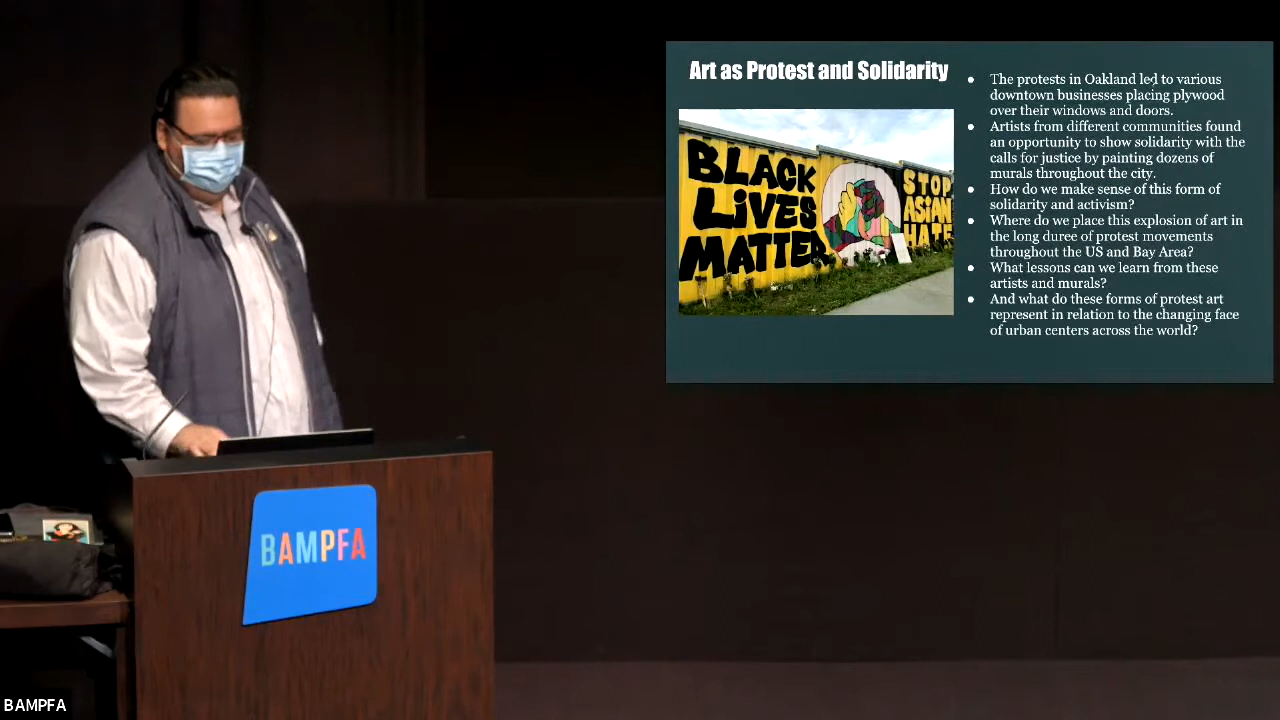 Art as Protest and Solidarity
BLACK
LiVES
MATTER
STOP
ASiAN
HATE
● The protests in Oakland led to various
downtown businesses placing plywood
over their windows and doors.
● Artists from different communities found
an opportunity to show solidarity with the
calls for justice by painting dozens of
murals throughout the city.
● How do we make sense of this form of
solidarity and activism?
● Where do we place this explosion of art in
the long duree of protest movements
throughout the US and Bay Area?
● What lessons can we learn from these
artists and murals?
● And what do these forms of protest art
represent in relation to the changing face
of urban centers across the world?
BAMPFA
BAMPFA